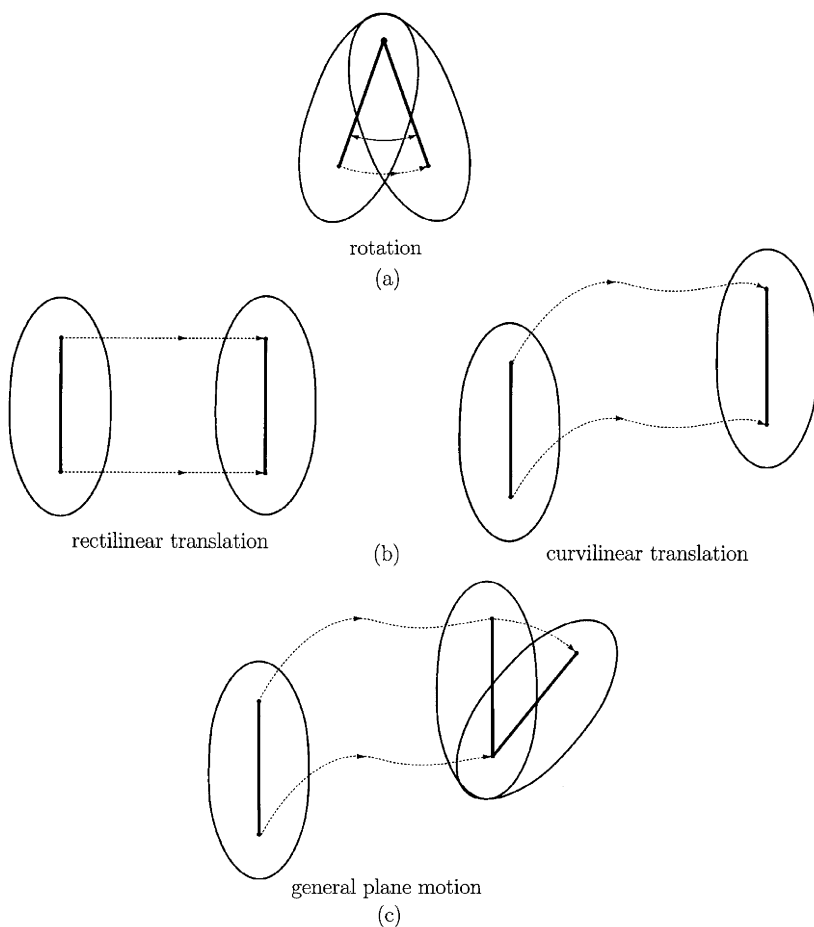 rotation
(a)
rectilinear translation
(b)
curvilinear translation
general plane motion
(c)